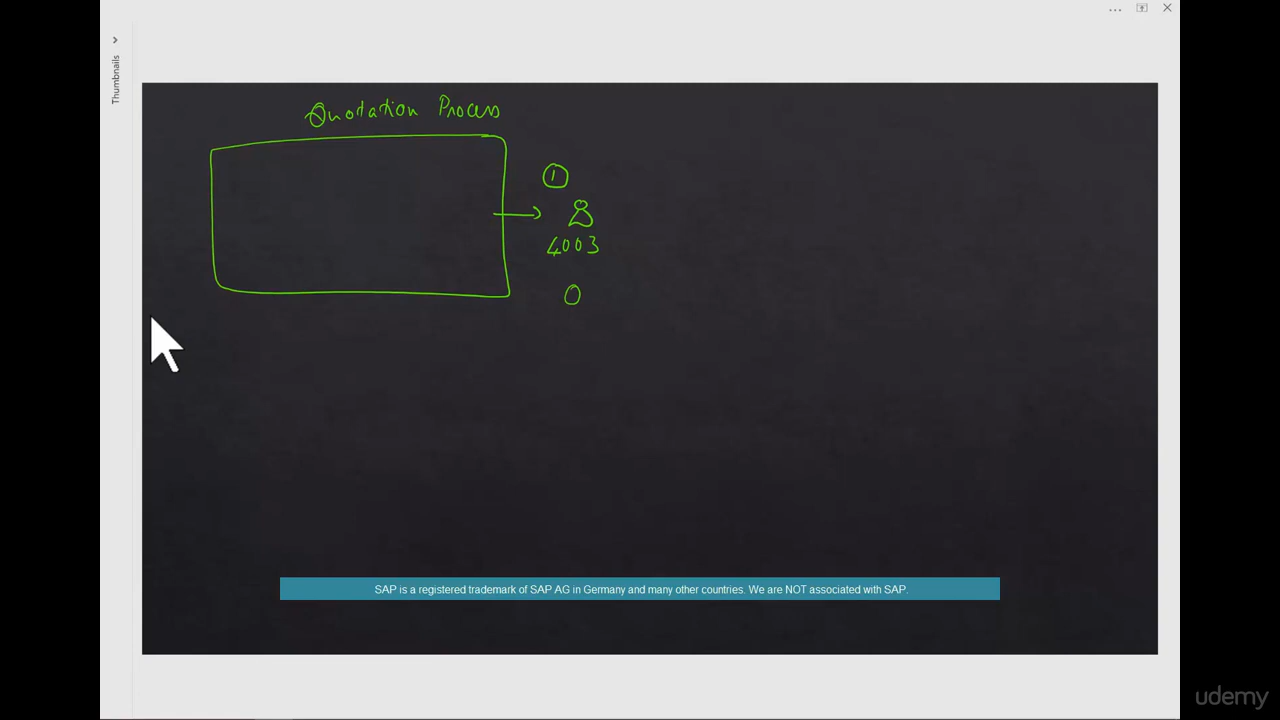 Thumbnails
Quotation Process
1
4003
0
SAP is a registered trademark of SAP AG in Germany and many other countries. We are NOT associated with SAP.
udemy